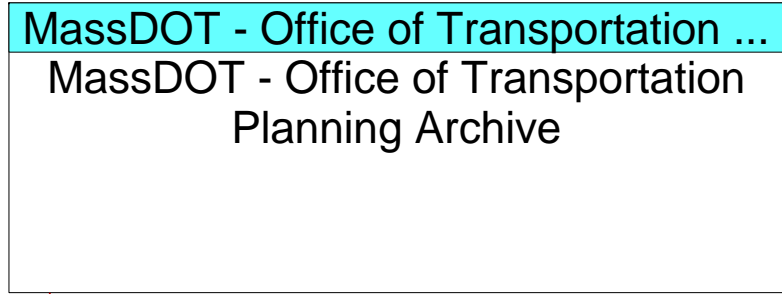 MassDOT - Office of Transportation ...
MassDOT - Office of Transportation
Planning Archive